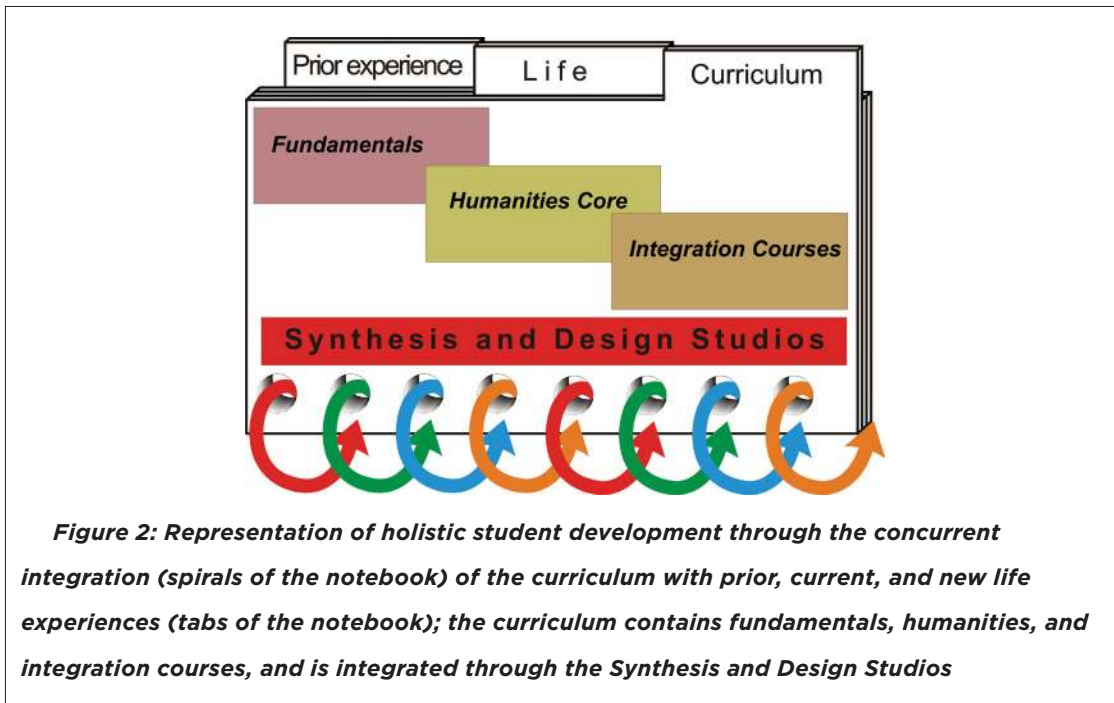 Prior experience
Life
Curriculum
Fundamentals
Humanities Core
Integration Courses
Synthesis and Design Studios
Figure 2: Representation of holistic student development through the concurrent
integration (spirals of the notebook) of the curriculum with prior, current, and new life
experiences (tabs of the notebook); the curriculum contains fundamentals, humanities, and
integration courses, and is integrated through the Synthesis and Design Studios